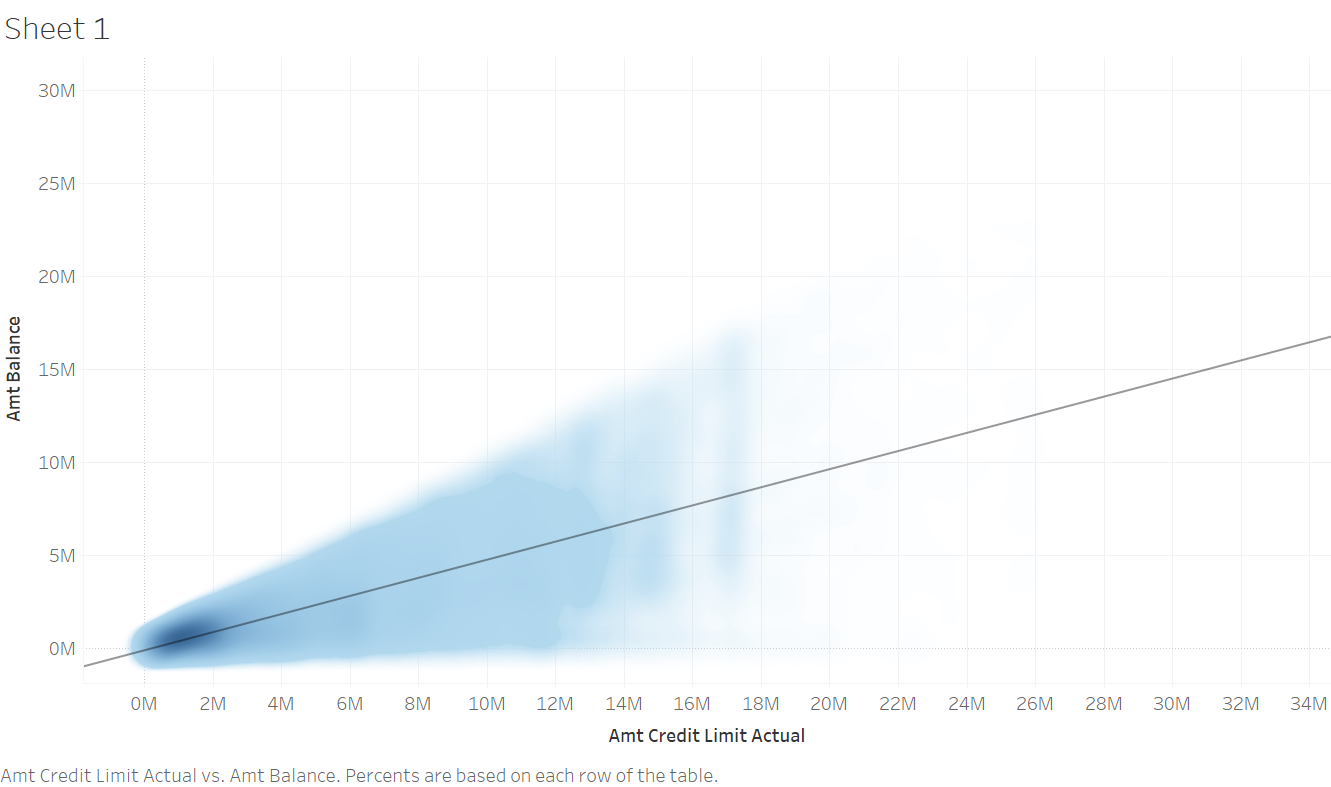 Sheet 1
30M
25M
20M
15M
10M
5M
0M
Amt Balance
0M 2M 4M 6M 8M 10M 12M 14M 16M 18M 20M 22M 24M 26M 28M 30M 32M 34M
Amt Credit Limit Actual
Amt Credit Limit Actual vs. Amt Balance. Percents are based on each row of the table.